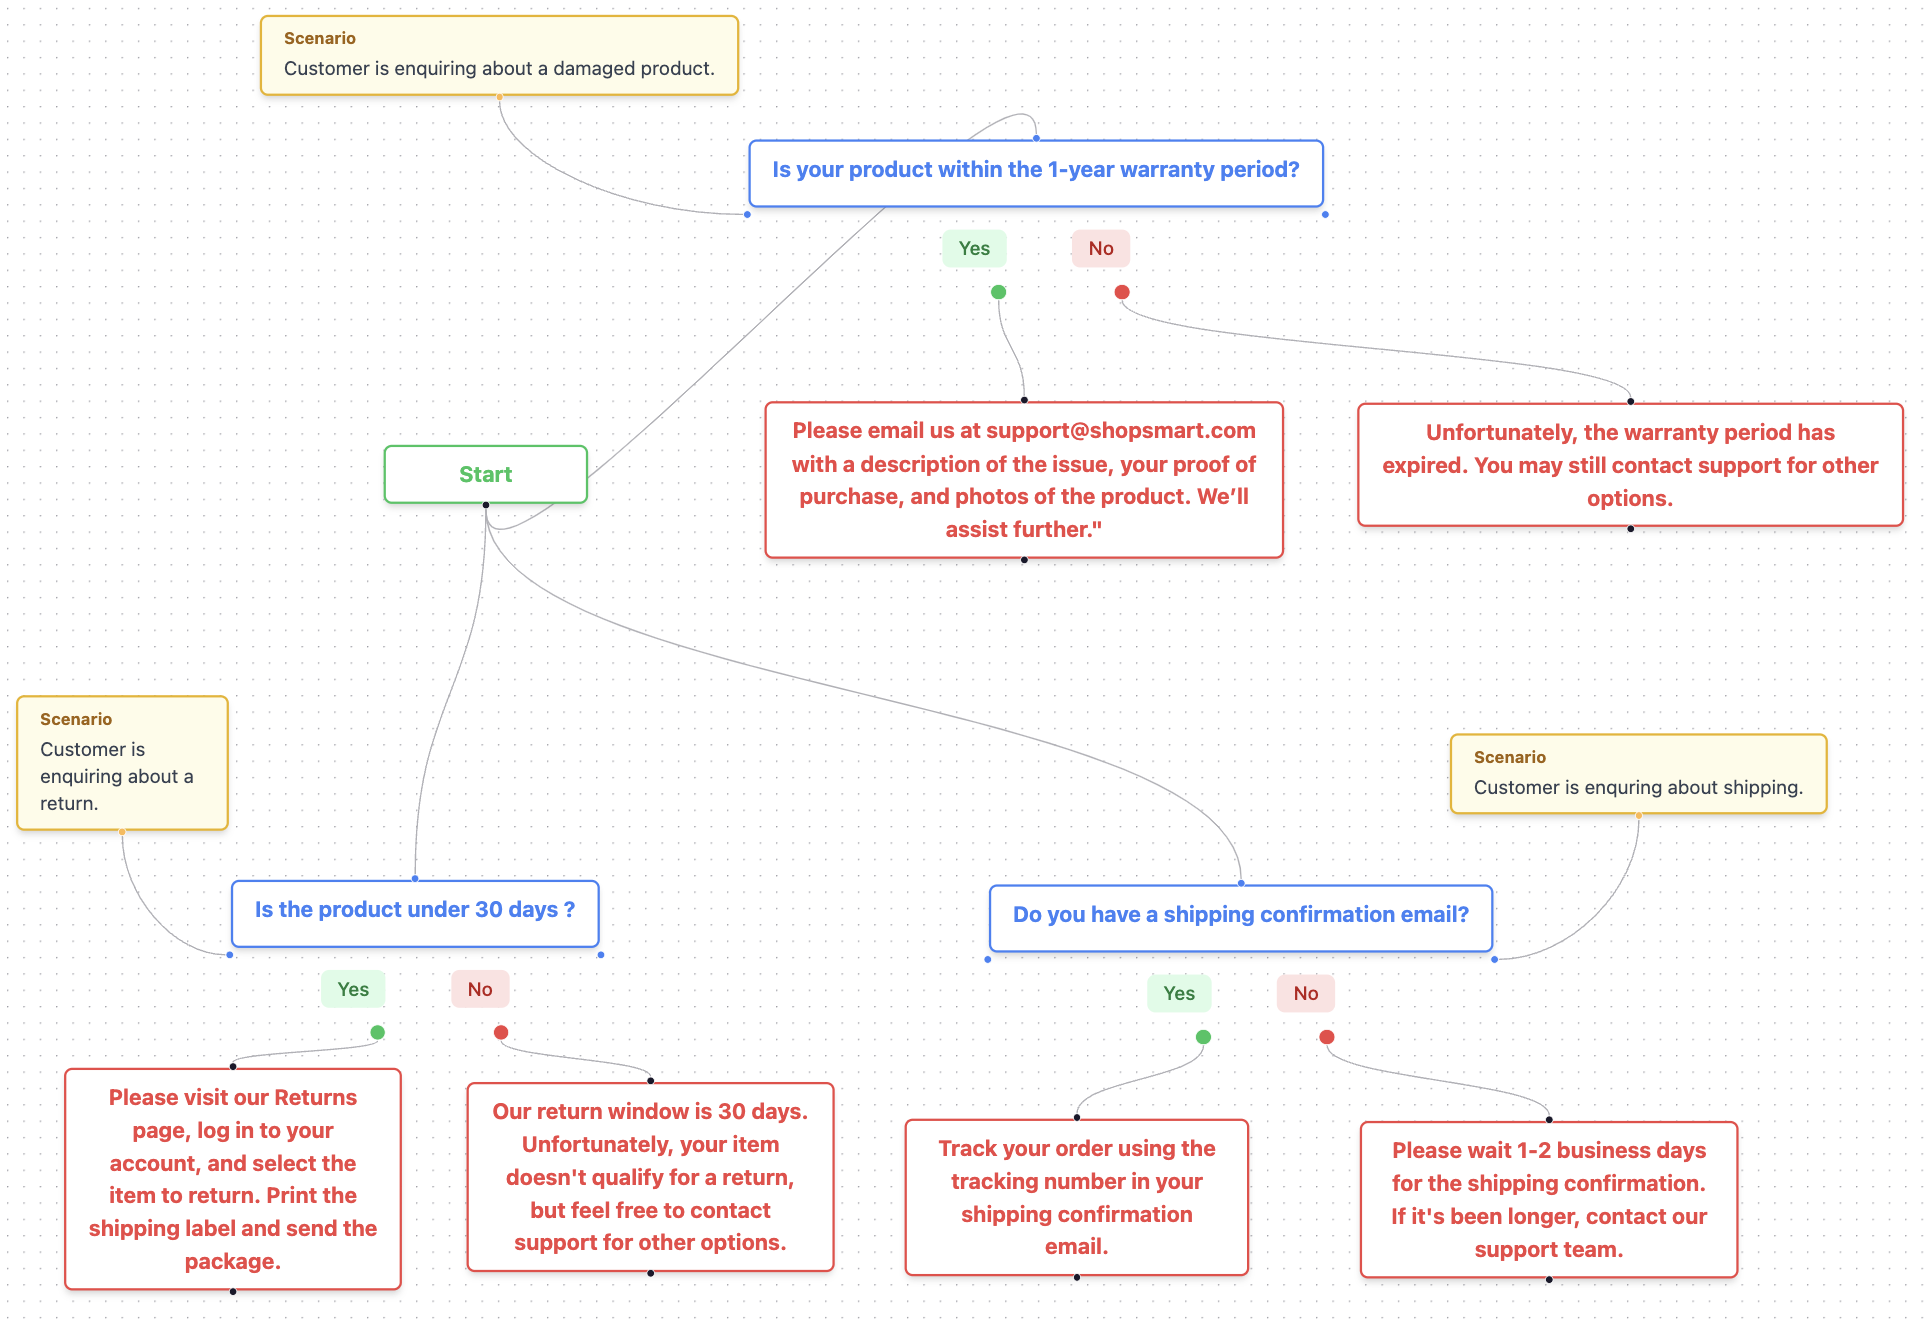 Scenario
Customer is enquiring about a damaged product.
Is your product within the 1-year warranty period?
Yes
No
Please email us at support@shopsmart.com
with a description of the issue, your proof of
purchase, and photos of the product. We’ll
assist further."
Unfortunately, the warranty period has
expired. You may still contact support for other
options.
Start
Scenario
Customer is
enquiring about a
return.
Scenario
Customer is enquring about shipping.
Is the product under 30 days ?
Yes
No
Do you have a shipping confirmation email?
Yes
No
Please visit our Returns
page, log in to your
account, and select the
item to return. Print the
shipping label and send the
package.
Our return window is 30 days.
Unfortunately, your item
doesn't qualify for a return,
but feel free to contact
support for other options.
Track your order using the
tracking number in your
shipping confirmation
email.
Please wait 1-2 business days
for the shipping confirmation.
If it's been longer, contact our
support team.